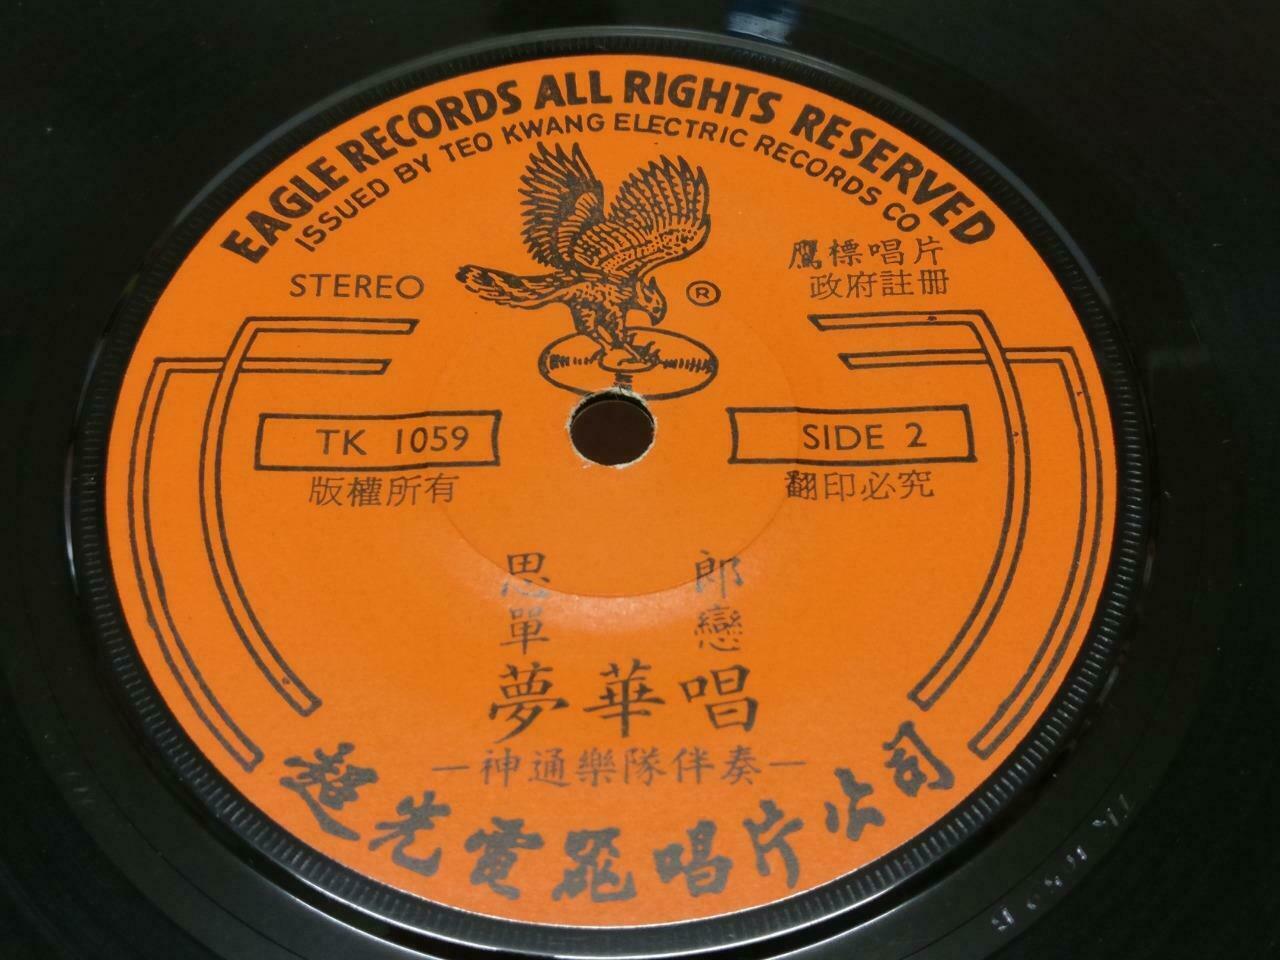 EAGLE RECORDS ALL RIGHTS RESERVED
ISSUED BY TEO KWANG ELECTRIC RECORDS CO
STEREO
®
鷹標唱片
政府註冊
TK 1059
SIDE 2
版權所有
翻印必究
思郎
單戀
夢華唱
—神通樂隊伴奏—
超光電器唱片公司